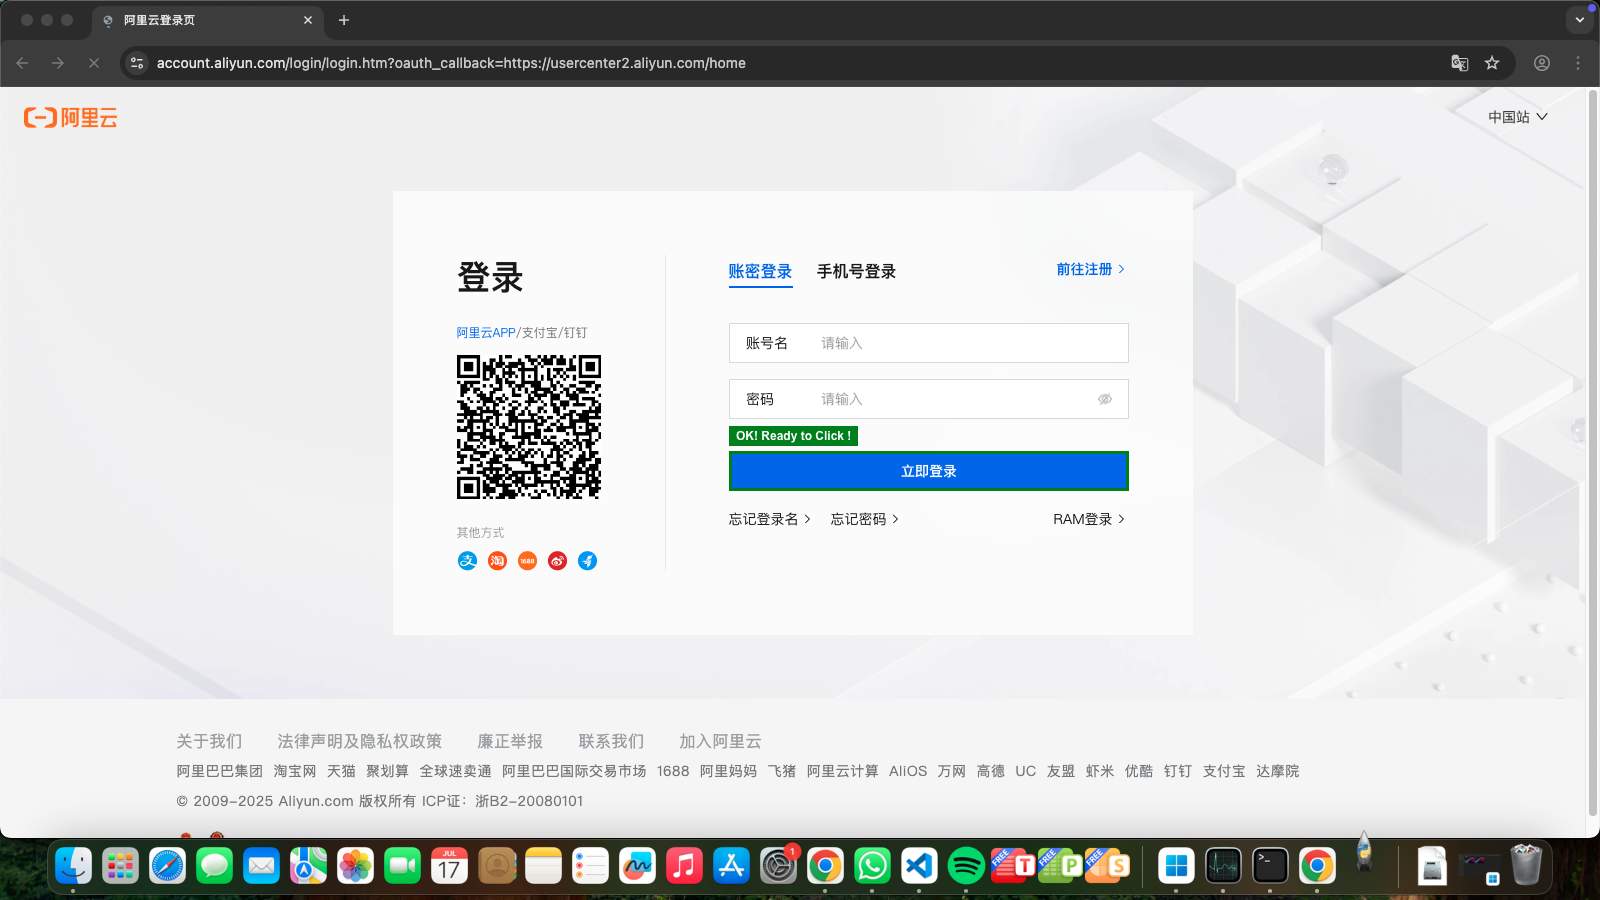 阿里云登录页
account.aliyun.com/login/login.htm?oauth_callback=https://usercenter2.aliyun.com/home
阿里云
中国站
登录
账密登录
手机号登录
前往注册
阿里云APP/支付宝/钉钉
账号名 请输入
密码 请输入
OK! Ready to Click !
立即登录
忘记登录名
忘记密码
RAM登录
其他方式
支 淘 1688
关于我们 法律声明及隐私权政策 廉正举报 联系我们 加入阿里云
阿里巴巴集团 淘宝网 天猫 聚划算 全球速卖通 阿里巴巴国际交易市场 1688 阿里妈妈 飞猪 阿里云计算 AliOS 万网 高德 UC 友盟 虾米 优酷 钉钉 支付宝 达摩院
© 2009-2025 Aliyun.com 版权所有 ICP证：浙B2-20080101
JUL
17
1
FREE T
FREE P
FREE S